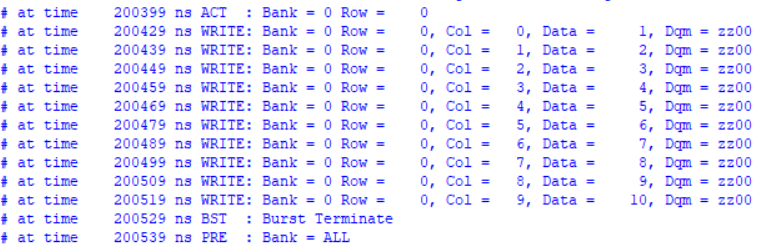 # at time 200399 ns ACT : Bank = 0 Row = 0
# at time 200429 ns WRITE: Bank = 0 Row = 0, Col = 0, Data = 1, Dqm = zz00
# at time 200439 ns WRITE: Bank = 0 Row = 0, Col = 1, Data = 2, Dqm = zz00
# at time 200449 ns WRITE: Bank = 0 Row = 0, Col = 2, Data = 3, Dqm = zz00
# at time 200459 ns WRITE: Bank = 0 Row = 0, Col = 3, Data = 4, Dqm = zz00
# at time 200469 ns WRITE: Bank = 0 Row = 0, Col = 4, Data = 5, Dqm = zz00
# at time 200479 ns WRITE: Bank = 0 Row = 0, Col = 5, Data = 6, Dqm = zz00
# at time 200489 ns WRITE: Bank = 0 Row = 0, Col = 6, Data = 7, Dqm = zz00
# at time 200499 ns WRITE: Bank = 0 Row = 0, Col = 7, Data = 8, Dqm = zz00
# at time 200509 ns WRITE: Bank = 0 Row = 0, Col = 8, Data = 9, Dqm = zz00
# at time 200519 ns WRITE: Bank = 0 Row = 0, Col = 9, Data = 10, Dqm = zz00
# at time 200529 ns BST : Burst Terminate
# at time 200539 ns PRE : Bank = ALL